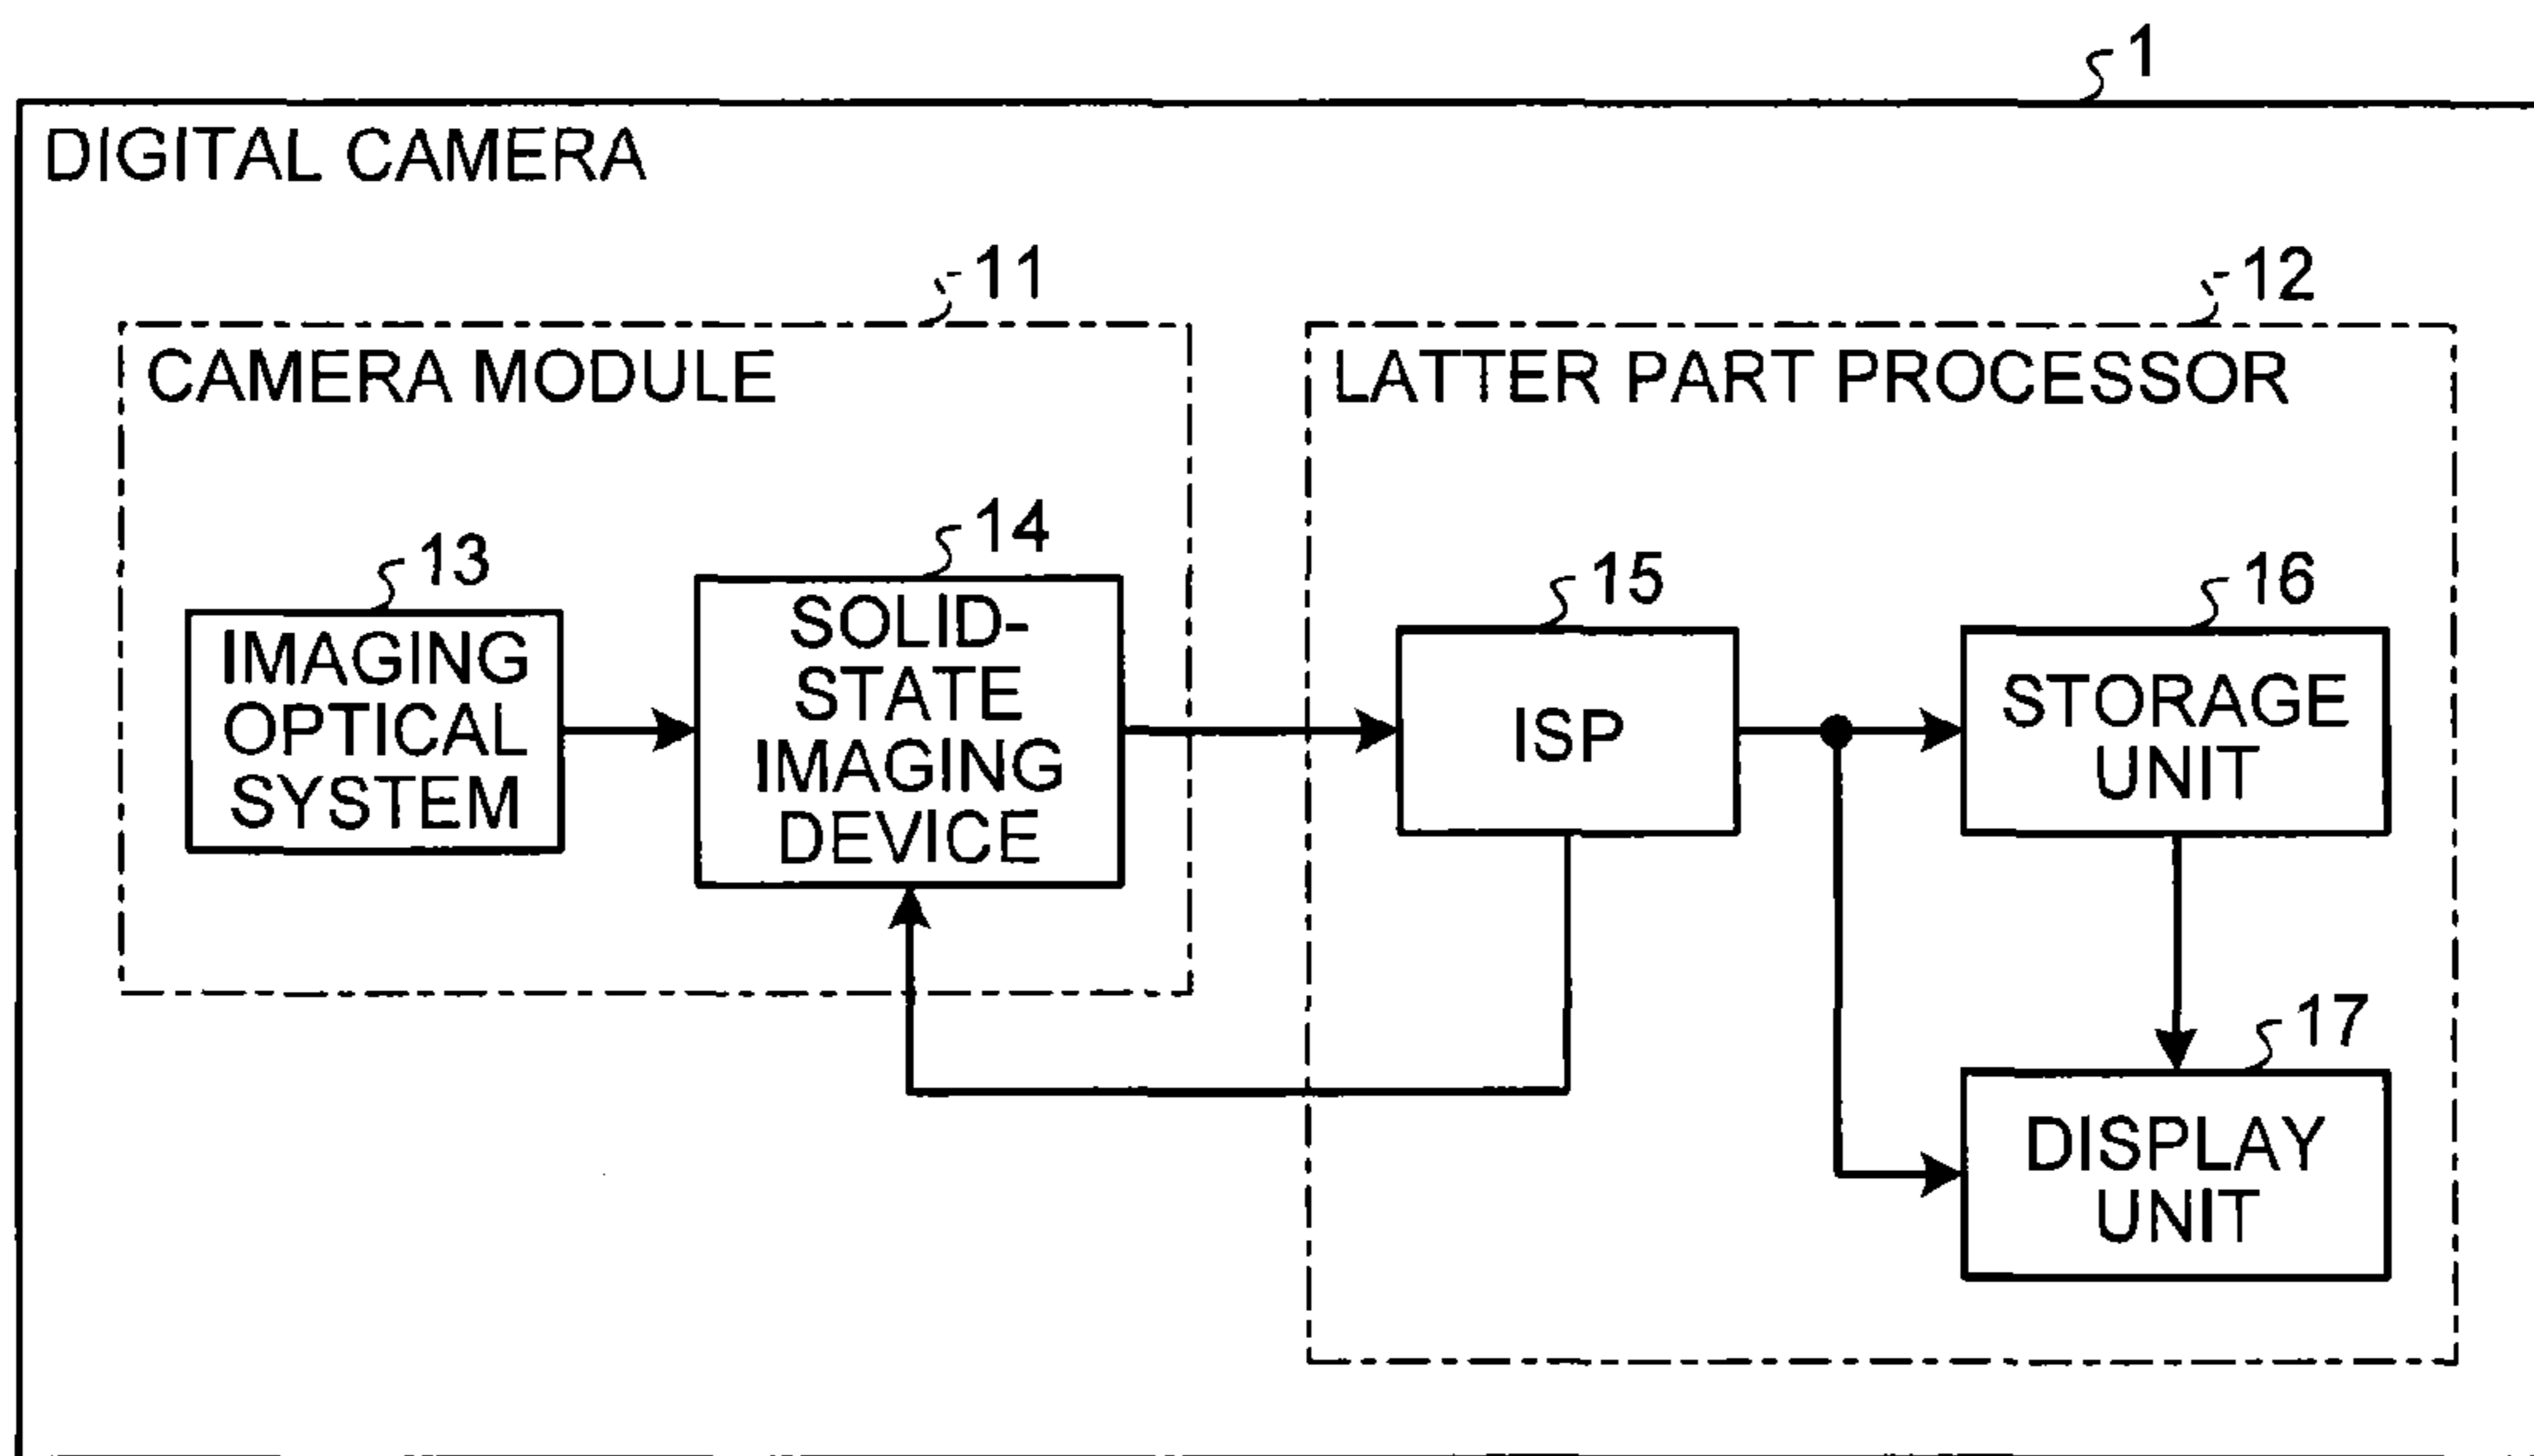 1
DIGITAL CAMERA
11
12
CAMERA MODULE
LATTER PART PROCESSOR
13
14
15
16
IMAGING
OPTICAL
SYSTEM
SOLID-
STATE
IMAGING
DEVICE
ISP
STORAGE
UNIT
17
DISPLAY
UNIT